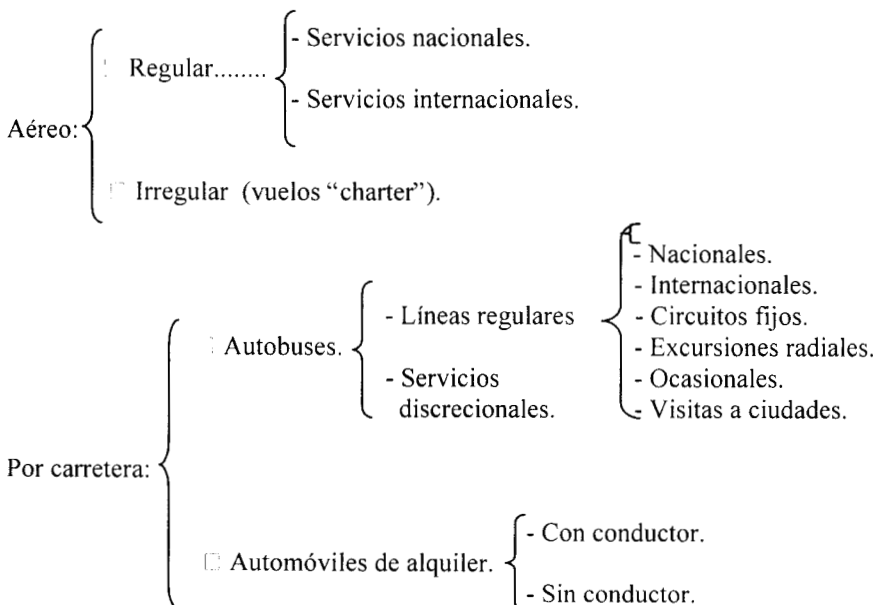 Aéreo:
Regular........
- Servicios nacionales.
- Servicios internacionales.
Irregular (vuelos “charter”).
Por carretera:
Autobuses.
- Líneas regulares
- Nacionales.
- Internacionales.
- Circuitos fijos.
- Excursiones radiales.
- Ocasionales.
- Visitas a ciudades.
- Servicios
discrecionales.
Automóviles de alquiler.
- Con conductor.
- Sin conductor.